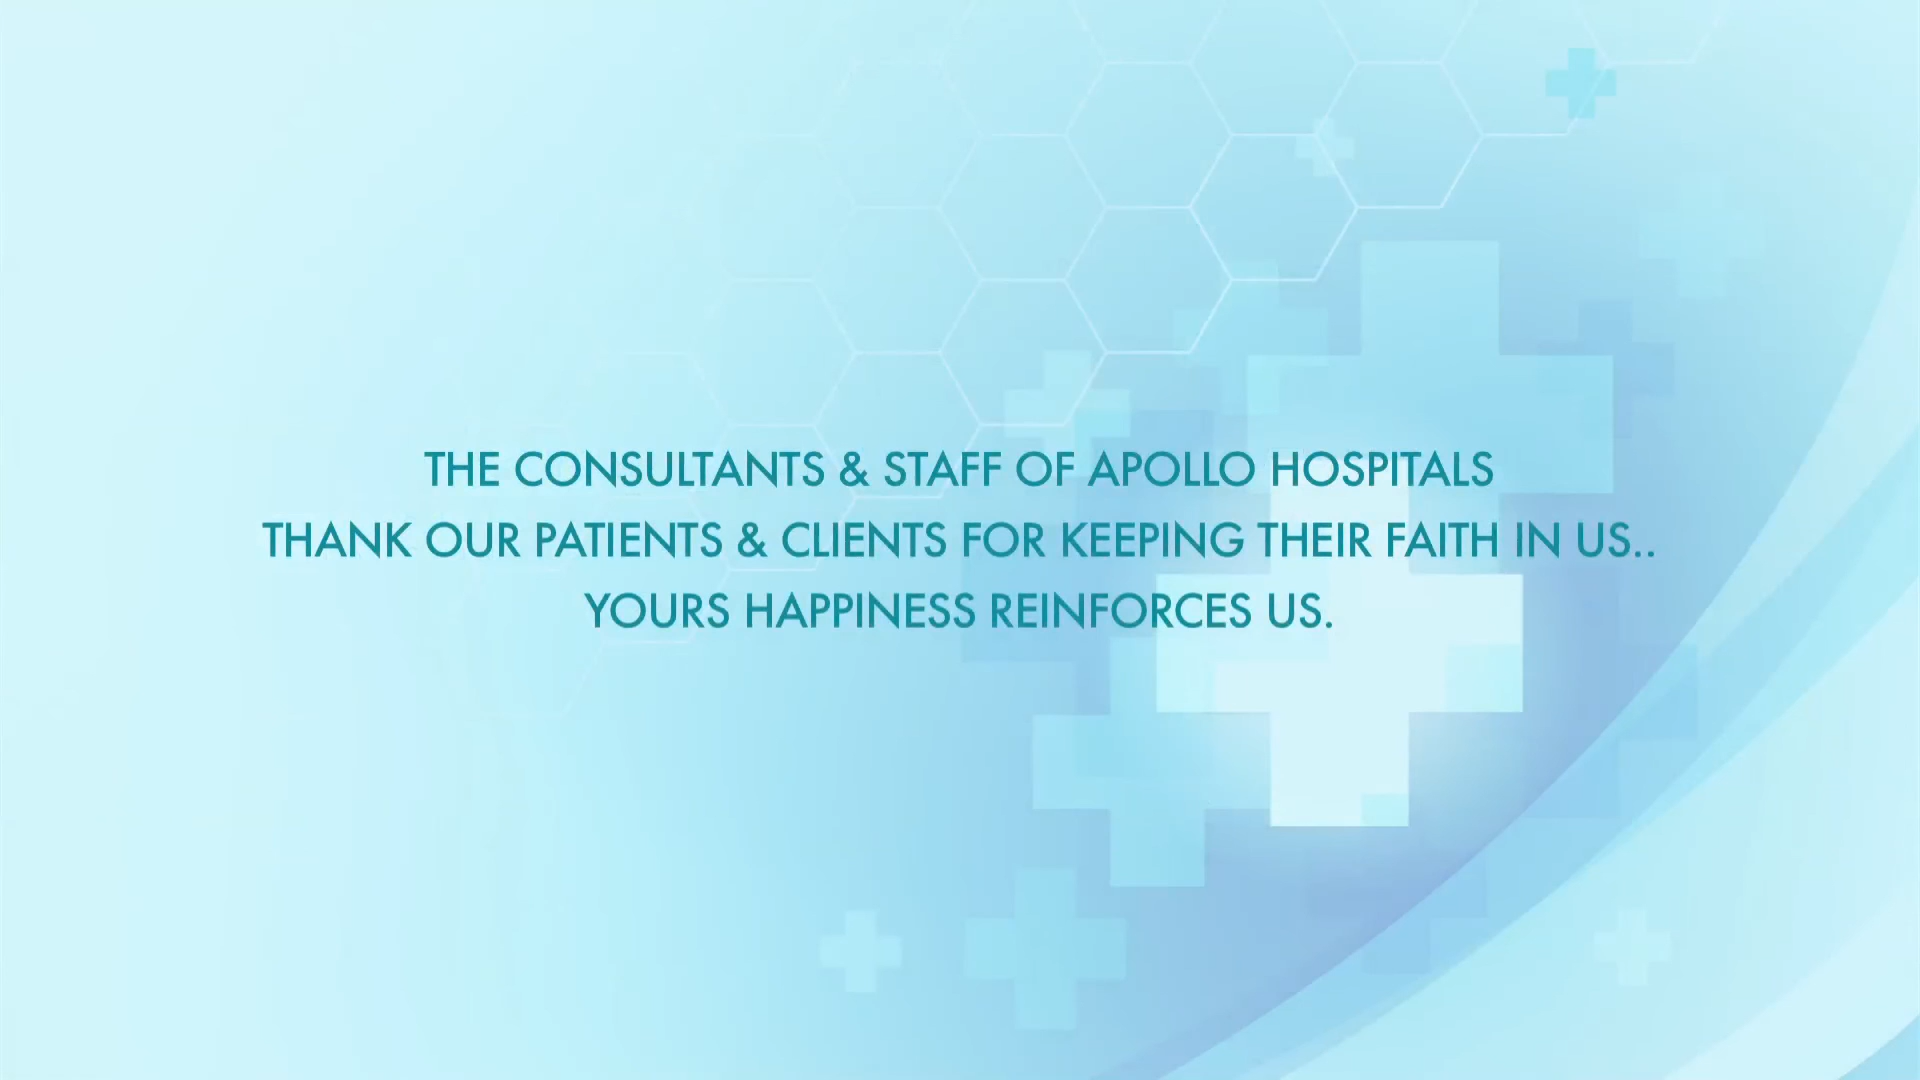 THE CONSULTANTS & STAFF OF APOLLO HOSPITALS
THANK OUR PATIENTS & CLIENTS FOR KEEPING THEIR FAITH IN US..
YOURS HAPPINESS REINFORCES US.